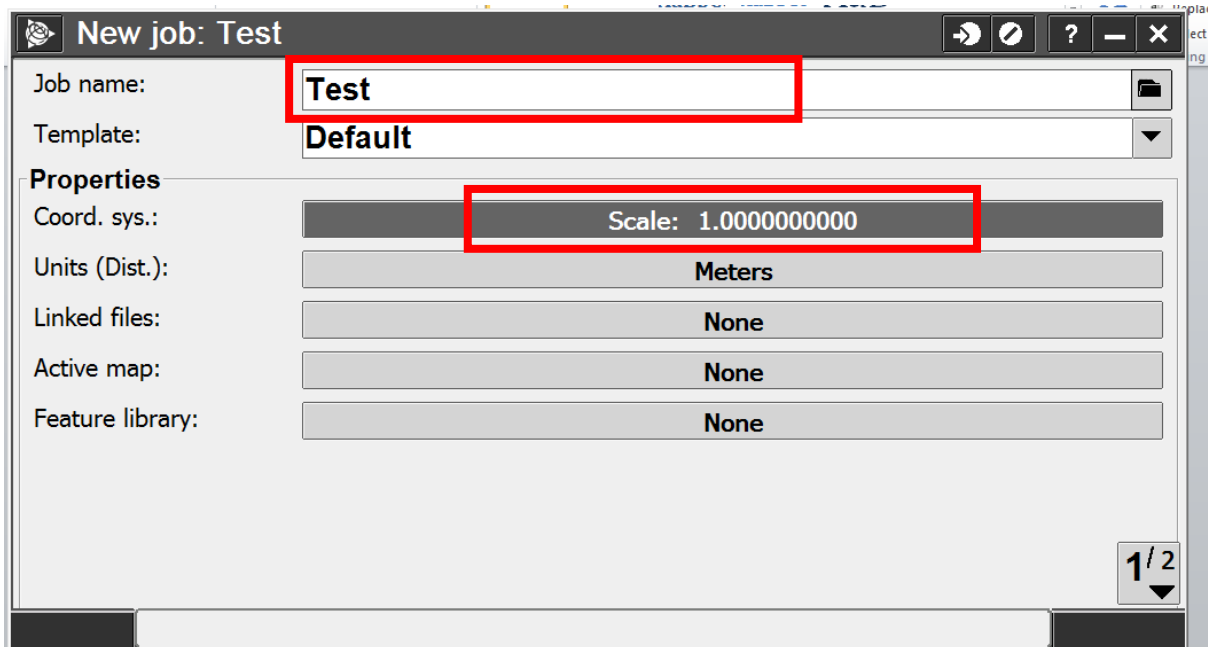 New job: Test
?
Job name:
Test
Template:
Default
Properties
Coord. sys.:
Scale: 1.0000000000
Units (Dist.):
Meters
Linked files:
None
Active map:
None
Feature library:
None
1/2